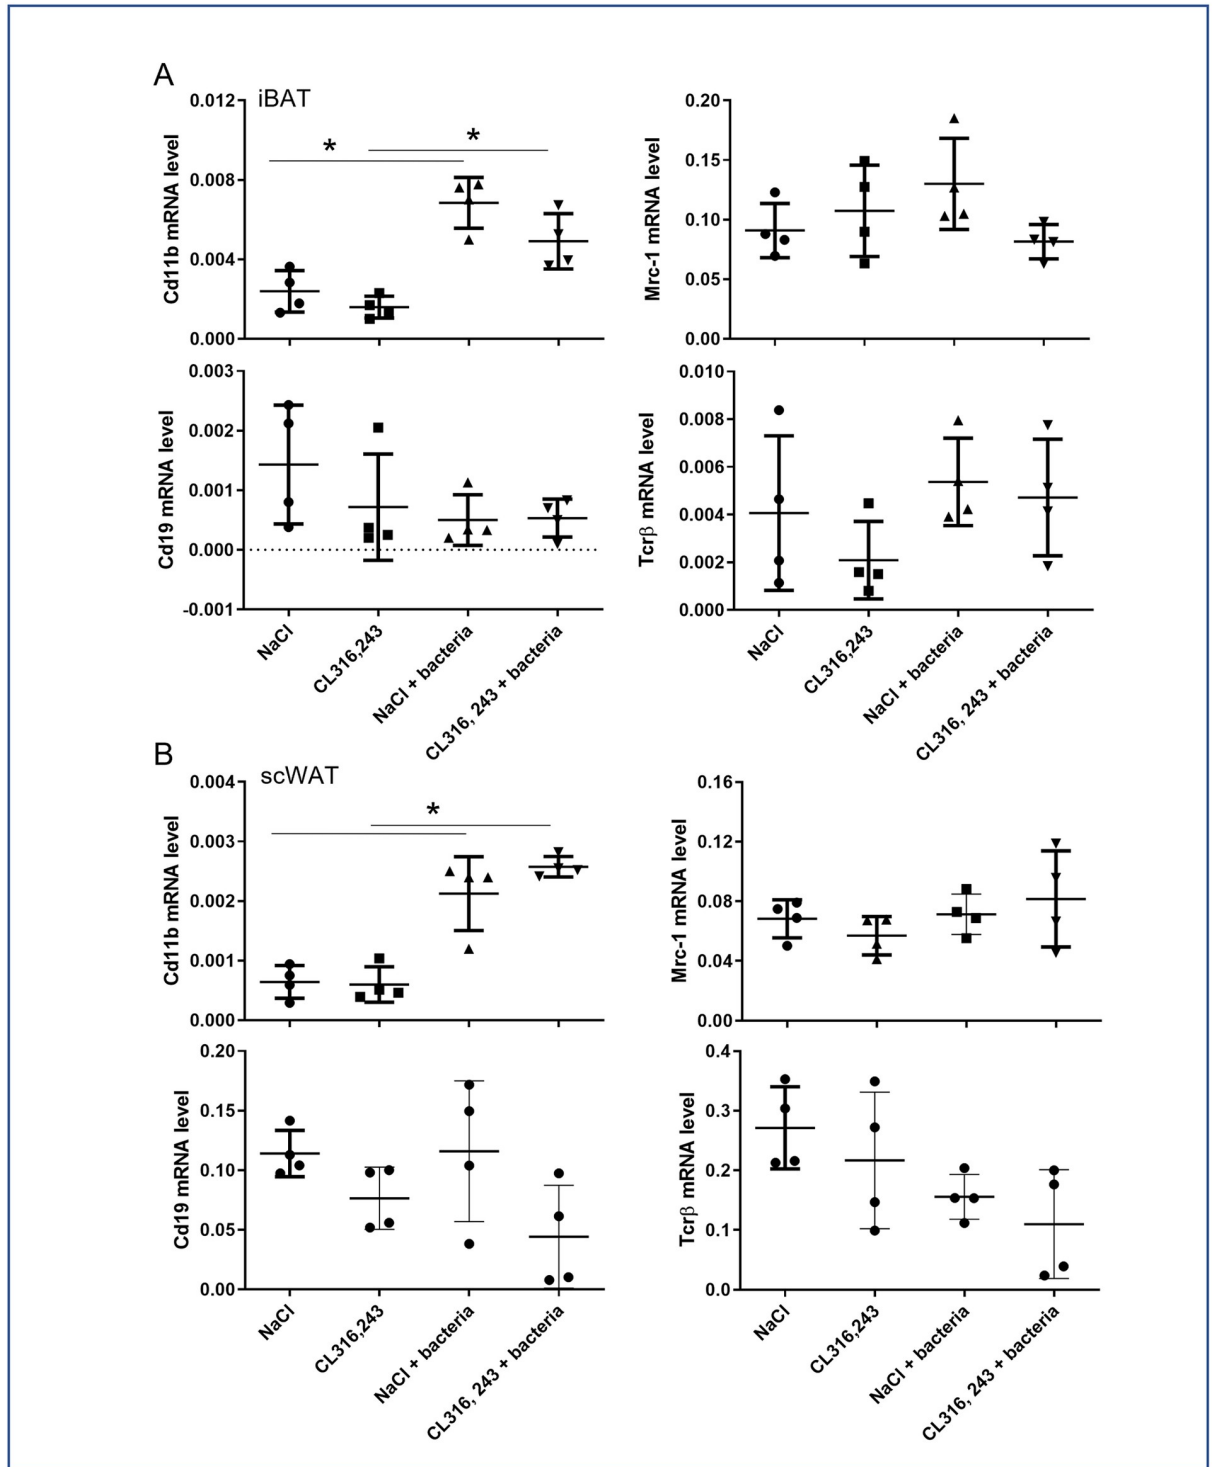 A
iBAT
Cd11b mRNA level
0.012
0.008
0.004
0.000
*
*
Mrc-1 mRNA level
0.20
0.15
0.10
0.05
0.00
Cd19 mRNA level
0.003
0.002
0.001
0.000
-0.001
NaCl
CL316,243
NaCl + bacteria
CL316, 243 + bacteria
Tcrβ mRNA level
0.010
0.008
0.006
0.004
0.002
0.000
NaCl
CL316,243
NaCl + bacteria
CL316, 243 + bacteria
B
scWAT
Cd11b mRNA level
0.004
0.003
0.002
0.001
0.000
*
Mrc-1 mRNA level
0.16
0.12
0.08
0.04
0.00
Cd19 mRNA level
0.20
0.15
0.10
0.05
0.00
NaCl
CL316,243
NaCl + bacteria
CL316, 243 + bacteria
Tcrβ mRNA level
0.4
0.3
0.2
0.1
0.0
NaCl
CL316,243
NaCl + bacteria
CL316, 243 + bacteria